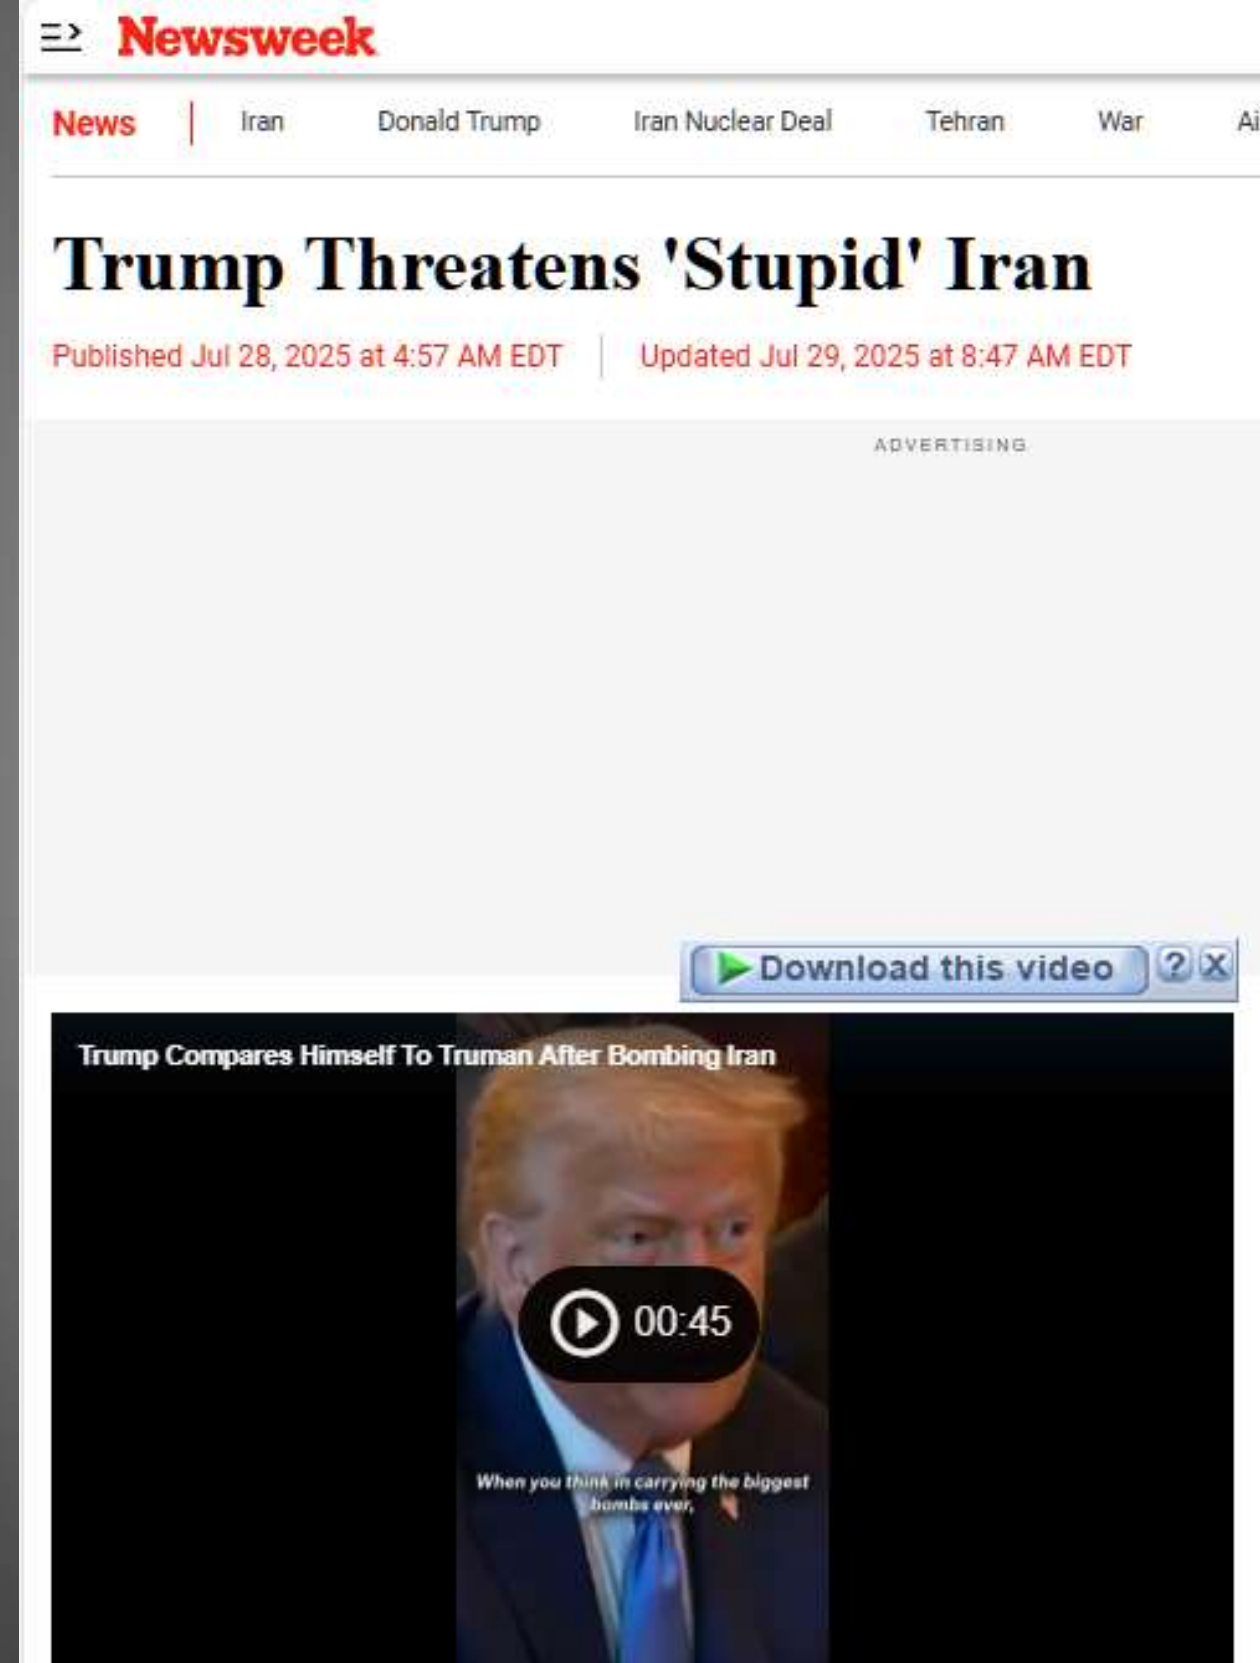 Newsweek
News | Iran Donald Trump Iran Nuclear Deal Tehran War Ai
Trump Threatens 'Stupid' Iran
Published Jul 28, 2025 at 4:57 AM EDT | Updated Jul 29, 2025 at 8:47 AM EDT
ADVERTISING
Download this video ? X
Trump Compares Himself To Truman After Bombing Iran
00:45
When you think in carrying the biggest
bombs ever,